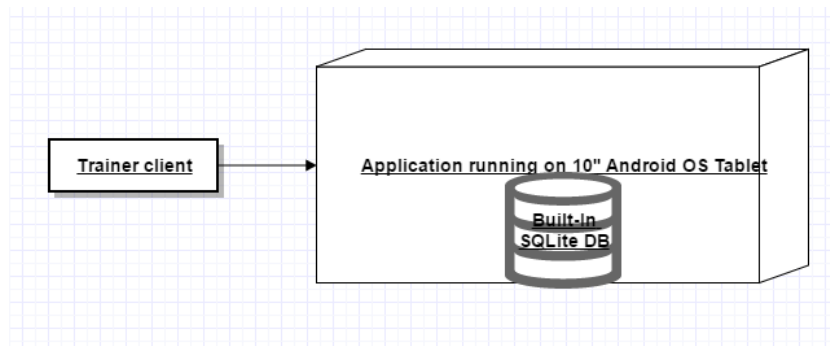 Trainer client
Application running on 10" Android OS Tablet
Built-In
SQLite DB